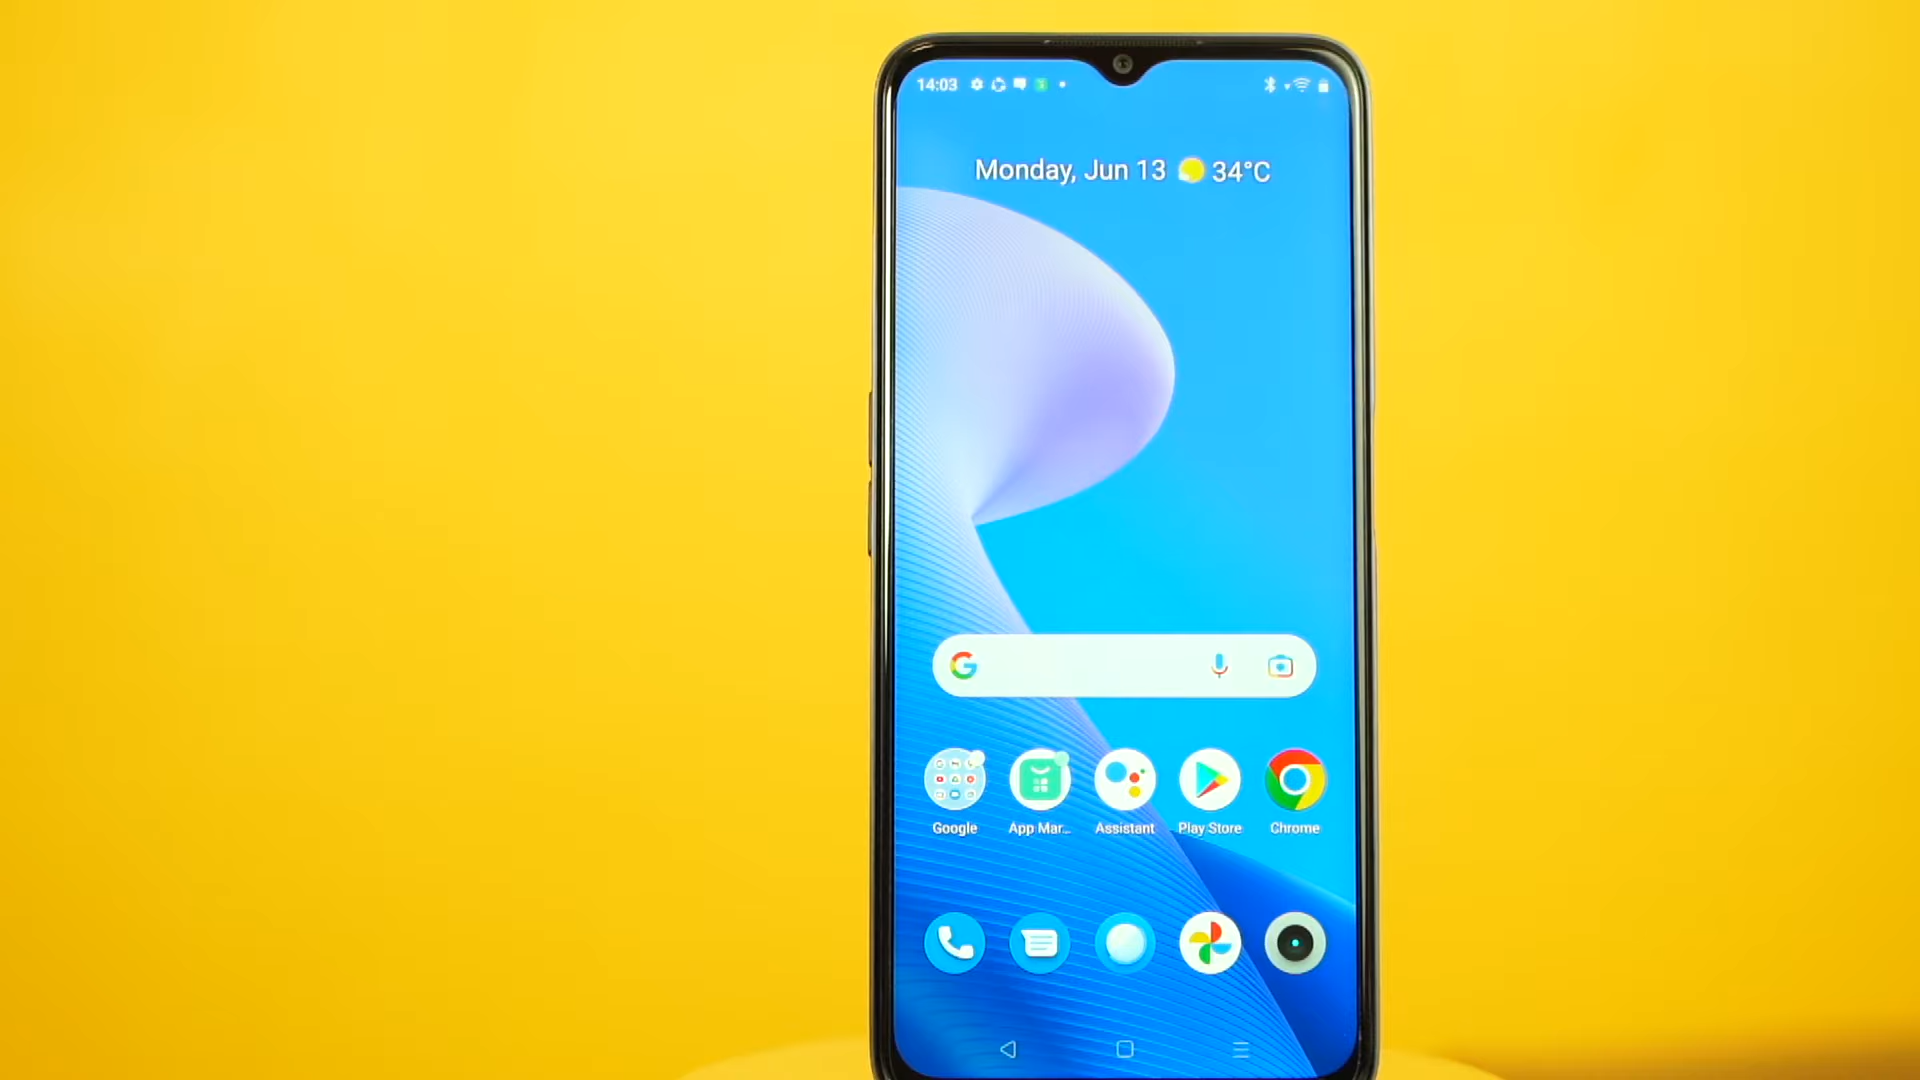 14:03
Monday, Jun 13 34°C
Google App Mar... Assistant Play Store Chrome